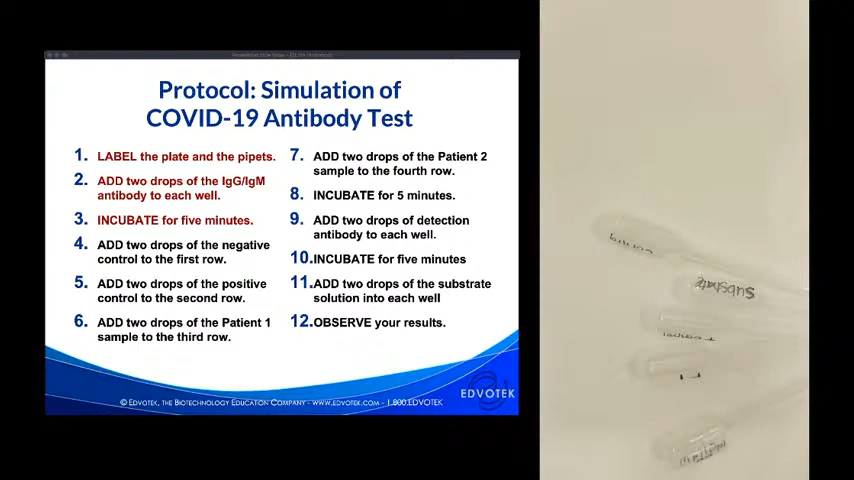 Protocol: Simulation of
COVID-19 Antibody Test
1. LABEL the plate and the pipets.
2. ADD two drops of the IgG/IgM
antibody to each well.
3. INCUBATE for five minutes.
4. ADD two drops of the negative
control to the first row.
5. ADD two drops of the positive
control to the second row.
6. ADD two drops of the Patient 1
sample to the third row.
7. ADD two drops of the Patient 2
sample to the fourth row.
8. INCUBATE for 5 minutes.
9. ADD two drops of detection
antibody to each well.
10. INCUBATE for five minutes
11. ADD two drops of the substrate
solution into each well
12. OBSERVE your results.
EDVOTEK
© EDVOTEK, THE BIOTECHNOLOGY EDUCATION COMPANY - WWW.EDVOTEK.COM - 1.800.EDVOTEK
Substrate